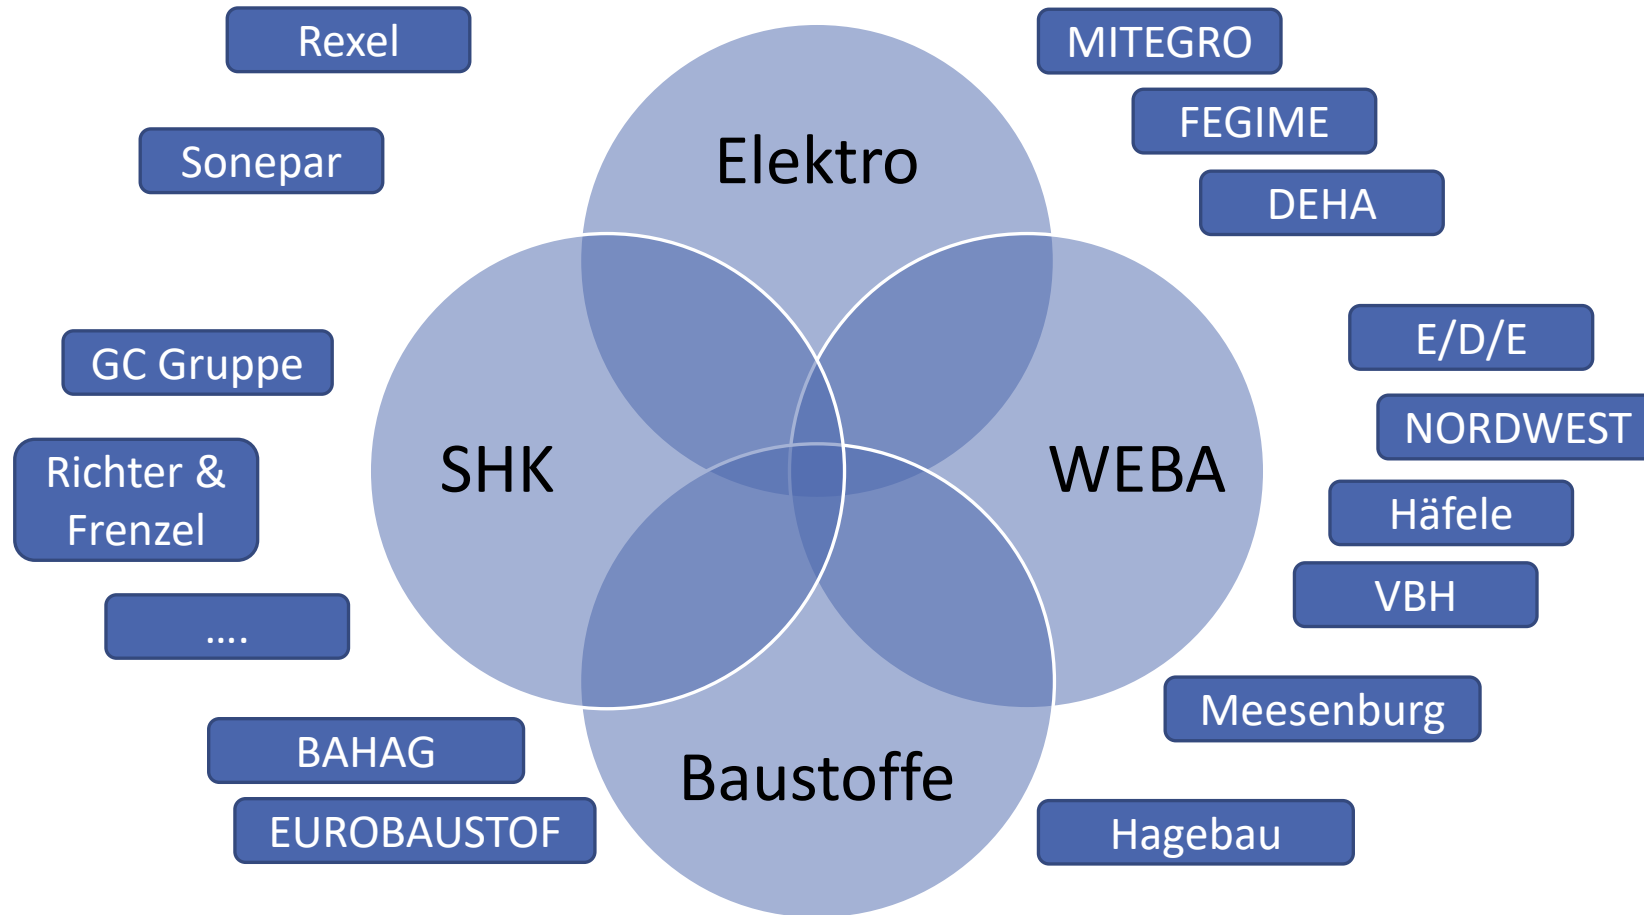 Rexel
MITEGRO
FEGIME
Elektro
Sonepar
DEHA
E/D/E
GC Gruppe
NORDWEST
SHK
WEBA
Richter &
Frenzel
Häfele
VBH
....
Meesenburg
BAHAG
Baustoffe
EUROBAUSTOF
Hagebau